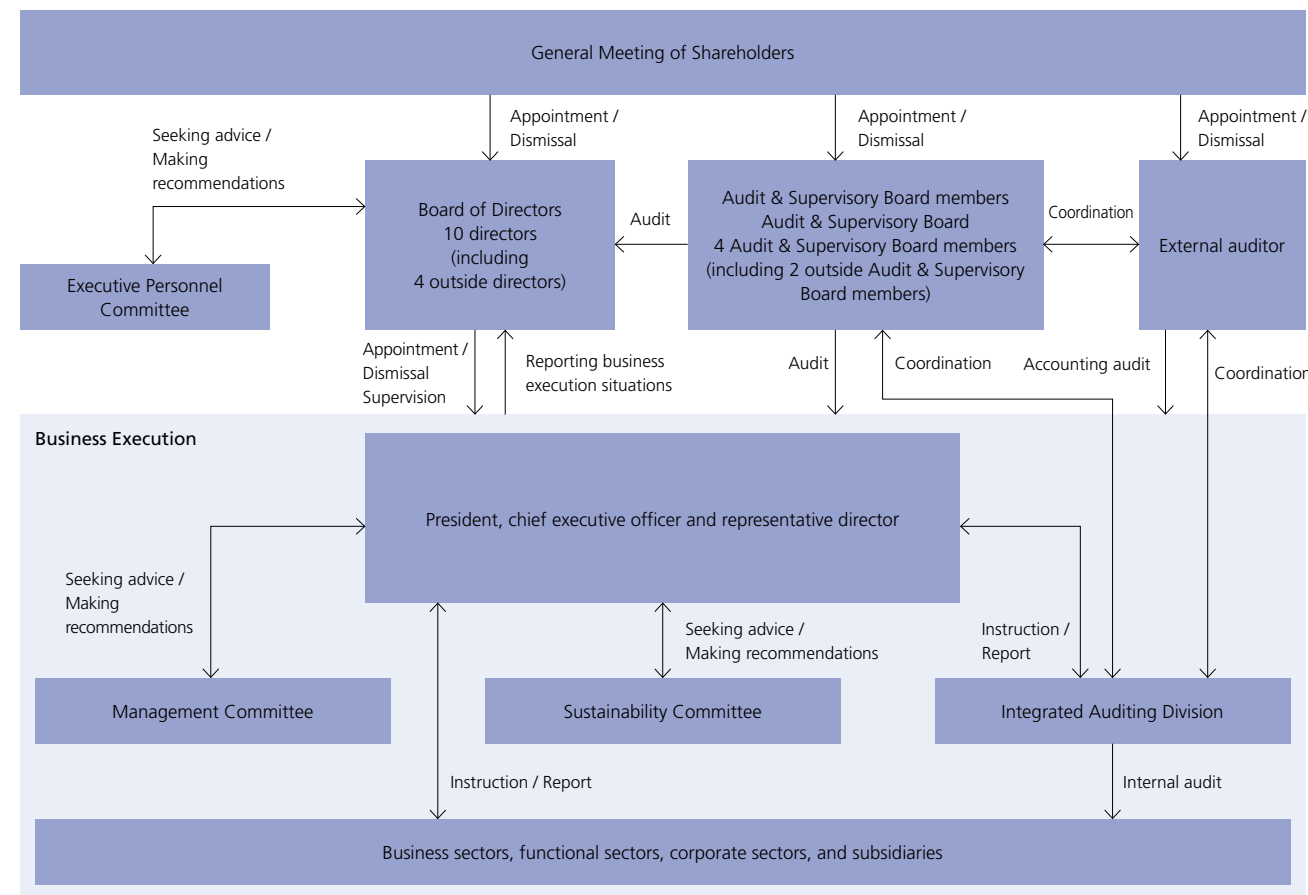 General Meeting of Shareholders
Appointment /
Dismissal
Appointment /
Dismissal
Appointment /
Dismissal
Seeking advice /
Making
recommendations
Board of Directors
10 directors
(including
4 outside directors)
Audit
Audit & Supervisory Board members
Audit & Supervisory Board
4 Audit & Supervisory Board members
(including 2 outside Audit & Supervisory
Board members)
Coordination
External auditor
Executive Personnel
Committee
Appointment /
Dismissal
Supervision
Reporting business
execution situations
Audit
Coordination
Accounting audit
Coordination
Business Execution
President, chief executive officer and representative director
Seeking advice /
Making
recommendations
Seeking advice /
Making recommendations
Instruction /
Report
Management Committee
Sustainability Committee
Integrated Auditing Division
Instruction / Report
Internal audit
Business sectors, functional sectors, corporate sectors, and subsidiaries